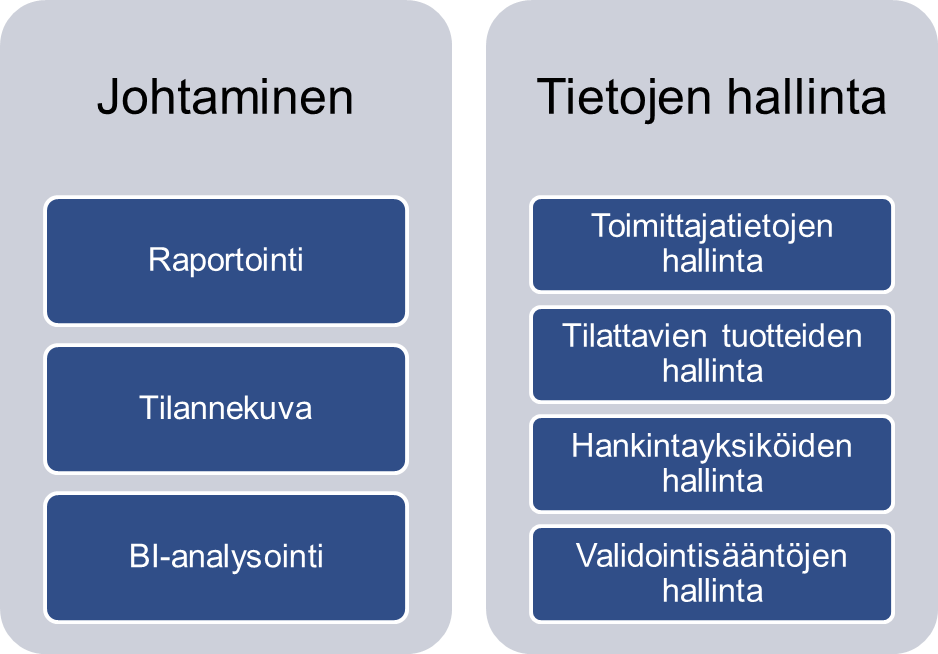 Johtaminen
Raportointi
Tilannekuva
BI-analysointi
Tietojen hallinta
Toimittajatietojen
hallinta
Tilattavien tuotteiden
hallinta
Hankintayksiköiden
hallinta
Validointisääntöjen
hallinta